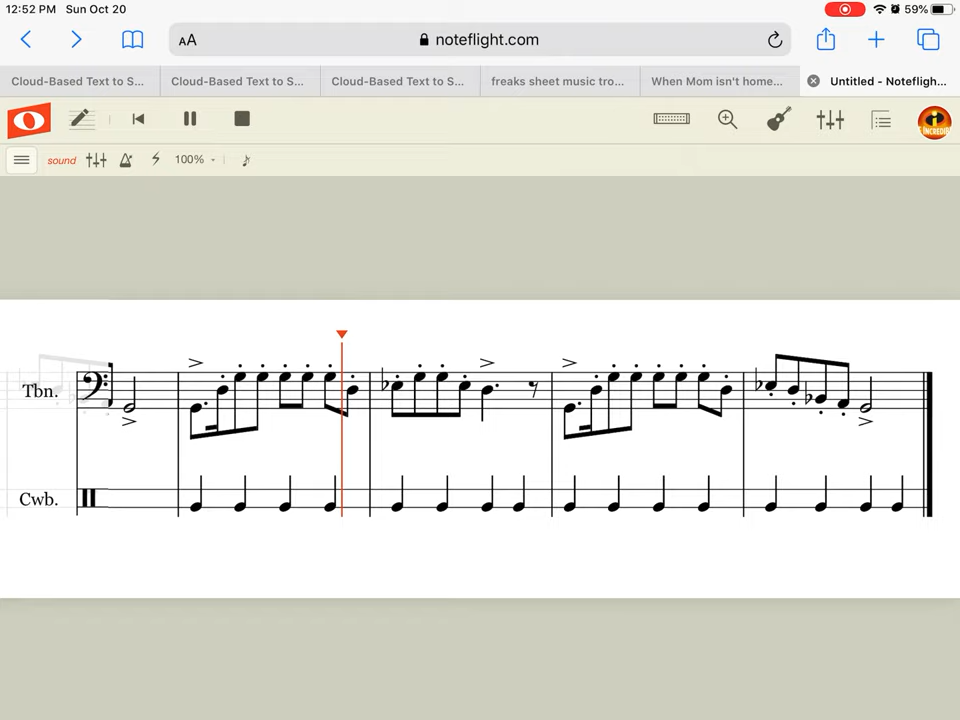 12:52 PM Sun Oct 20 59%
AA noteflight.com
Cloud-Based Text to S... Cloud-Based Text to S... Cloud-Based Text to S... freaks sheet music tro... When Mom isn't home... Untitled - Notefligh...
sound 100%
Tbn.
Cwb.